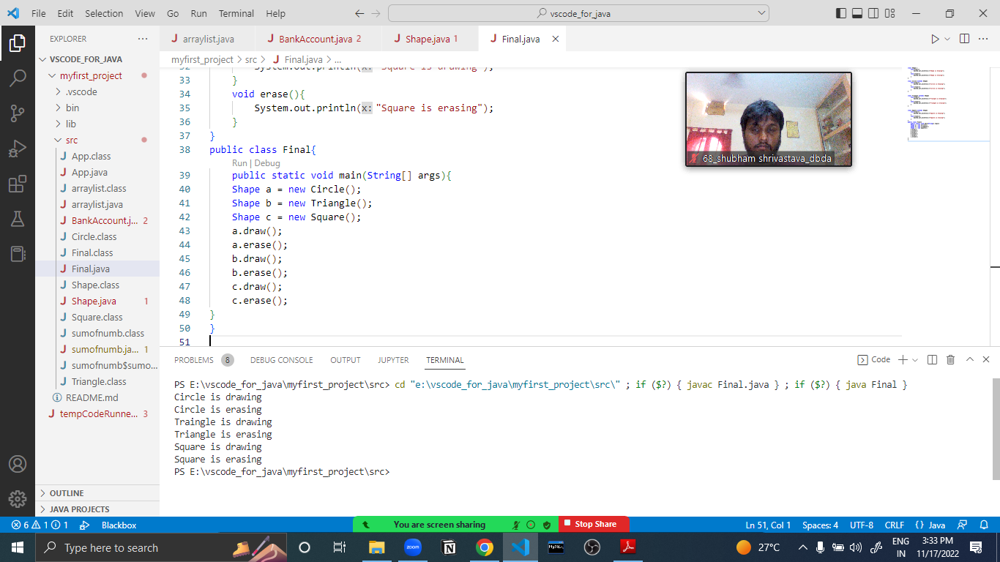 File Edit Selection View Go Run Terminal Help
vscode_for_java
EXPLORER
VSCODE_FOR_JAVA
myfirst_project
.vscode
bin
lib
src
App.class
App.java
arraylist.class
arraylist.java
BankAccount.j... 2
Circle.class
Final.class
Final.java
Shape.class
Shape.java 1
Square.class
sumofnumb.class
sumofnumb.ja... 1
sumofnumb$sumo...
Triangle.class
README.md
tempCodeRunne... 3
OUTLINE
JAVA PROJECTS
arraylist.java BankAccount.java 2 Shape.java 1 Final.java
myfirst_project > src > Final.java > ...
32 System.out.println(x: "Square is drawing");
33 }
34 void erase(){
35 System.out.println(x: "Square is erasing");
36 }
37 }
38 public class Final{
Run | Debug
39 public static void main(String[] args){
40 Shape a = new Circle();
41 Shape b = new Triangle();
42 Shape c = new Square();
43 a.draw();
44 a.erase();
45 b.draw();
46 b.erase();
47 c.draw();
48 c.erase();
49 }
50 }
51
68_shubham shrivastava_dbda
PROBLEMS 8 DEBUG CONSOLE OUTPUT JUPYTER TERMINAL
Code
PS E:\vscode_for_java\myfirst_project\src> cd "e:\vscode_for_java\myfirst_project\src\" ; if ($?) { javac Final.java } ; if ($?) { java Final }
Circle is drawing
Circle is erasing
Traingle is drawing
Triangle is erasing
Square is drawing
Square is erasing
PS E:\vscode_for_java\myfirst_project\src>
6 1 1 Blackbox
You are screen sharing Stop Share
Ln 51, Col 1 Spaces: 4 UTF-8 CRLF {} Java
Type here to search
zoom
MySQL
27°C
ENG
IN
3:33 PM
11/17/2022